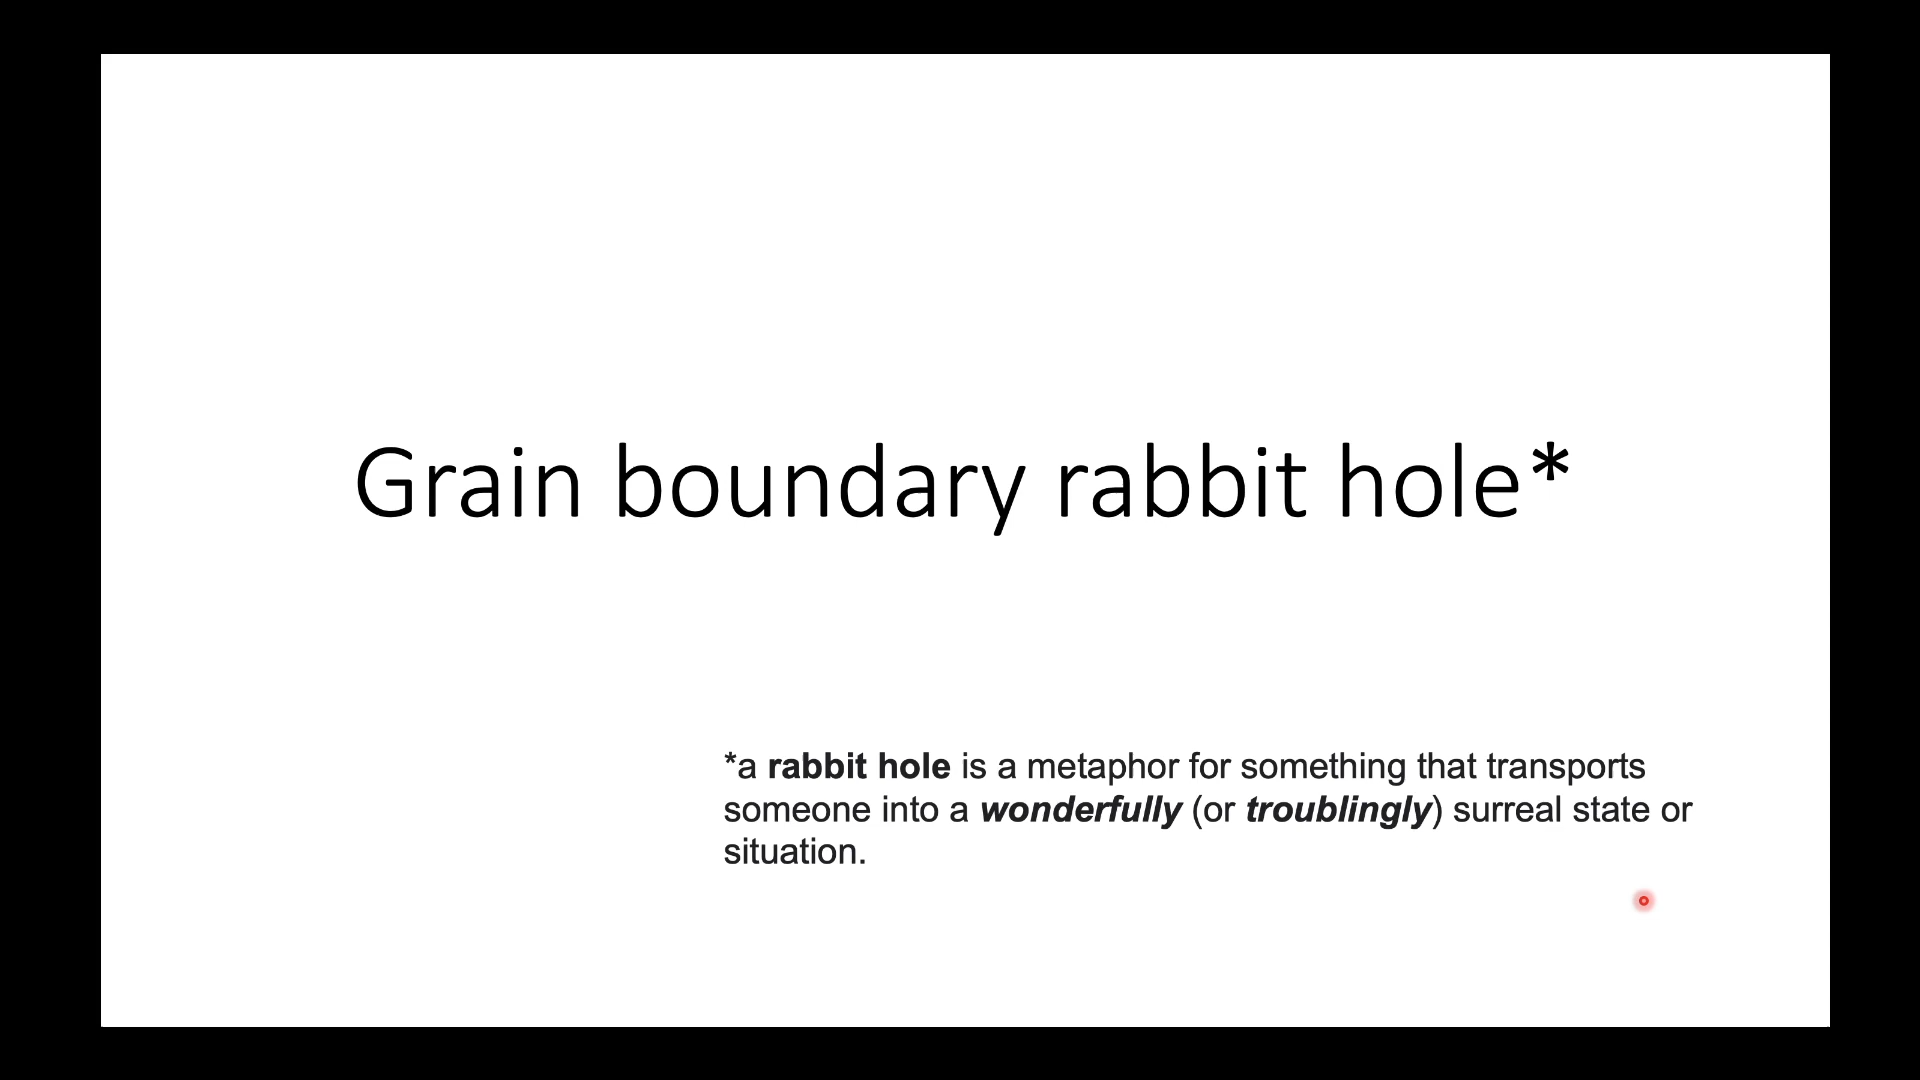 Grain boundary rabbit hole*
*a rabbit hole is a metaphor for something that transports
someone into a wonderfully (or troublingly) surreal state or
situation.